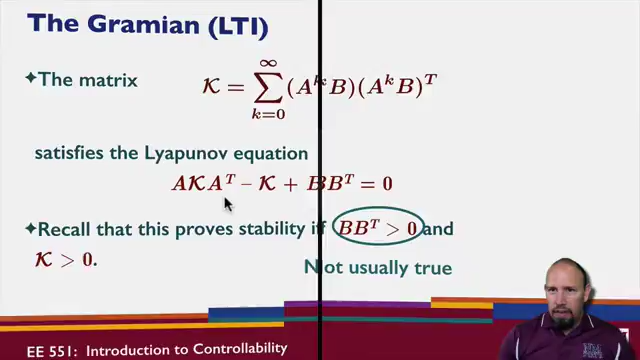 The Gramian (LTI)
✦The matrix
𝒦 = ∑_{k=0}^{∞} (A^k B)(A^k B)^T
satisfies the Lyapunov equation
A𝒦A^T – 𝒦 + BB^T = 0
✦Recall that this proves stability if BB^T > 0 and
𝒦 > 0.
Not usually true
EE 551: Introduction to Controllability